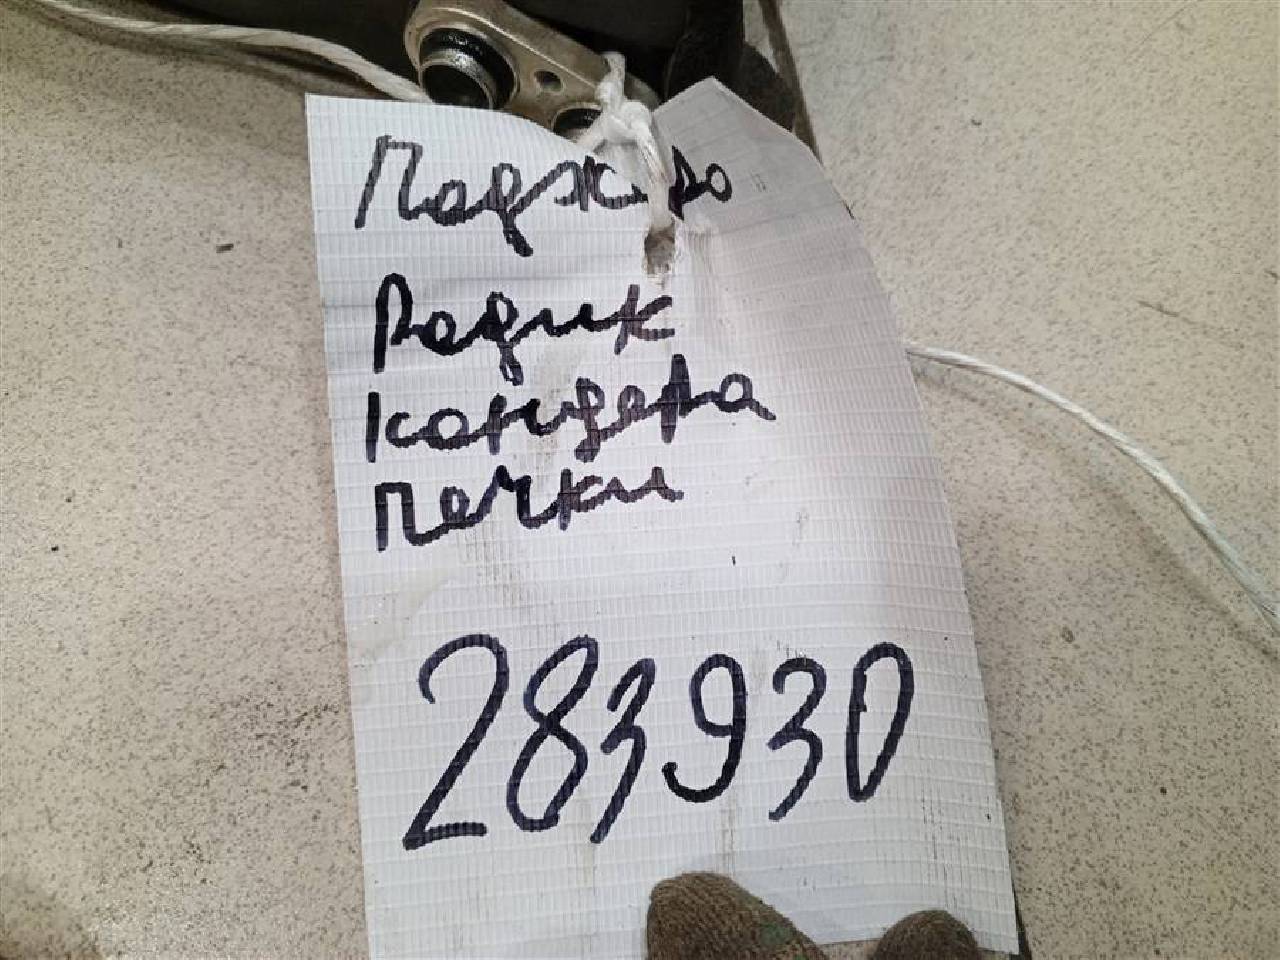 Паджеро
Радик
кондера
печки
283930